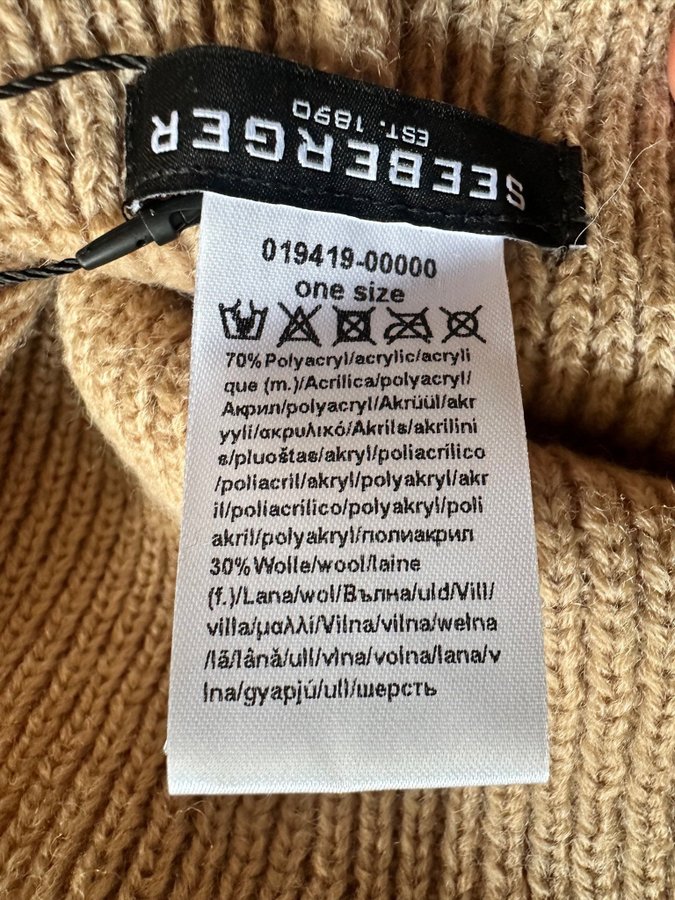 SEEBERGER
EST. 1890
019419-00000
one size
70% Polyacryl/acrylic/acryli
que (m.)/Acrilica/polyacryl/
Акрил/polyacryl/Akrüül/akr
yyli/ακρυλικό/Akrils/akrilini
s/pluoštas/akryl/poliacrílico
/poliacril/akryl/polyakryl/akr
il/poliacrílico/polyakryl/poli
akril/polyakryl/полиакрил
30% Wolle/wool/laine
(f.)/Lana/wol/Вълна/uld/Vill/
villa/μαλλί/Vilna/vilna/wełna
/lã/lână/ull/vlna/volna/lana/v
lna/gyapjú/ull/шерсть